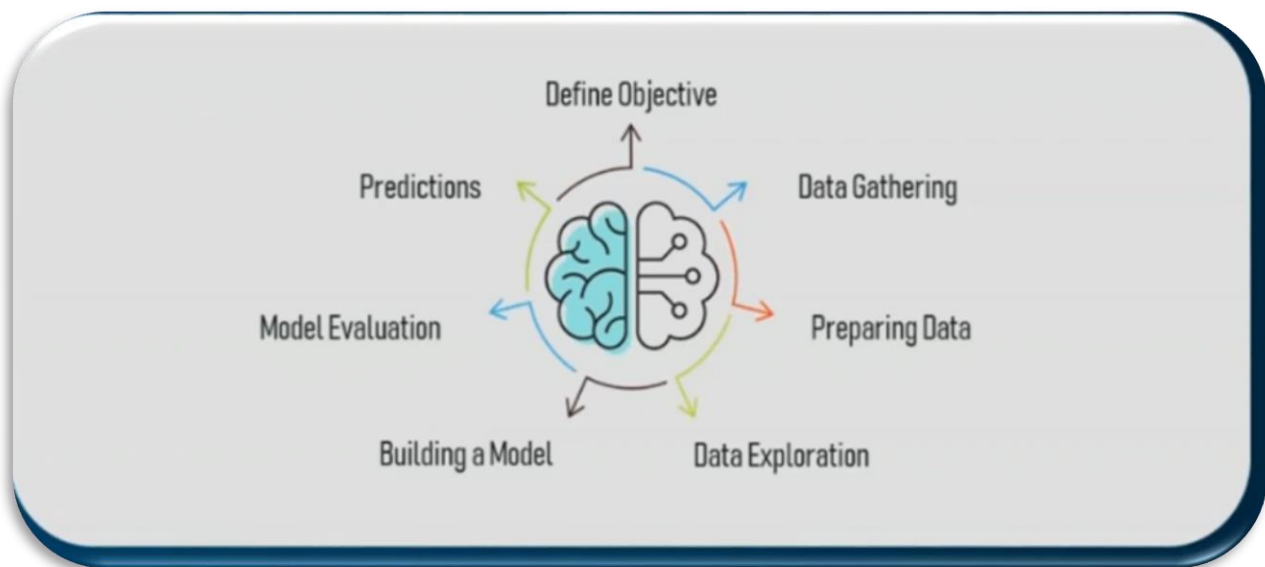 Define Objective
Data Gathering
Preparing Data
Data Exploration
Building a Model
Model Evaluation
Predictions